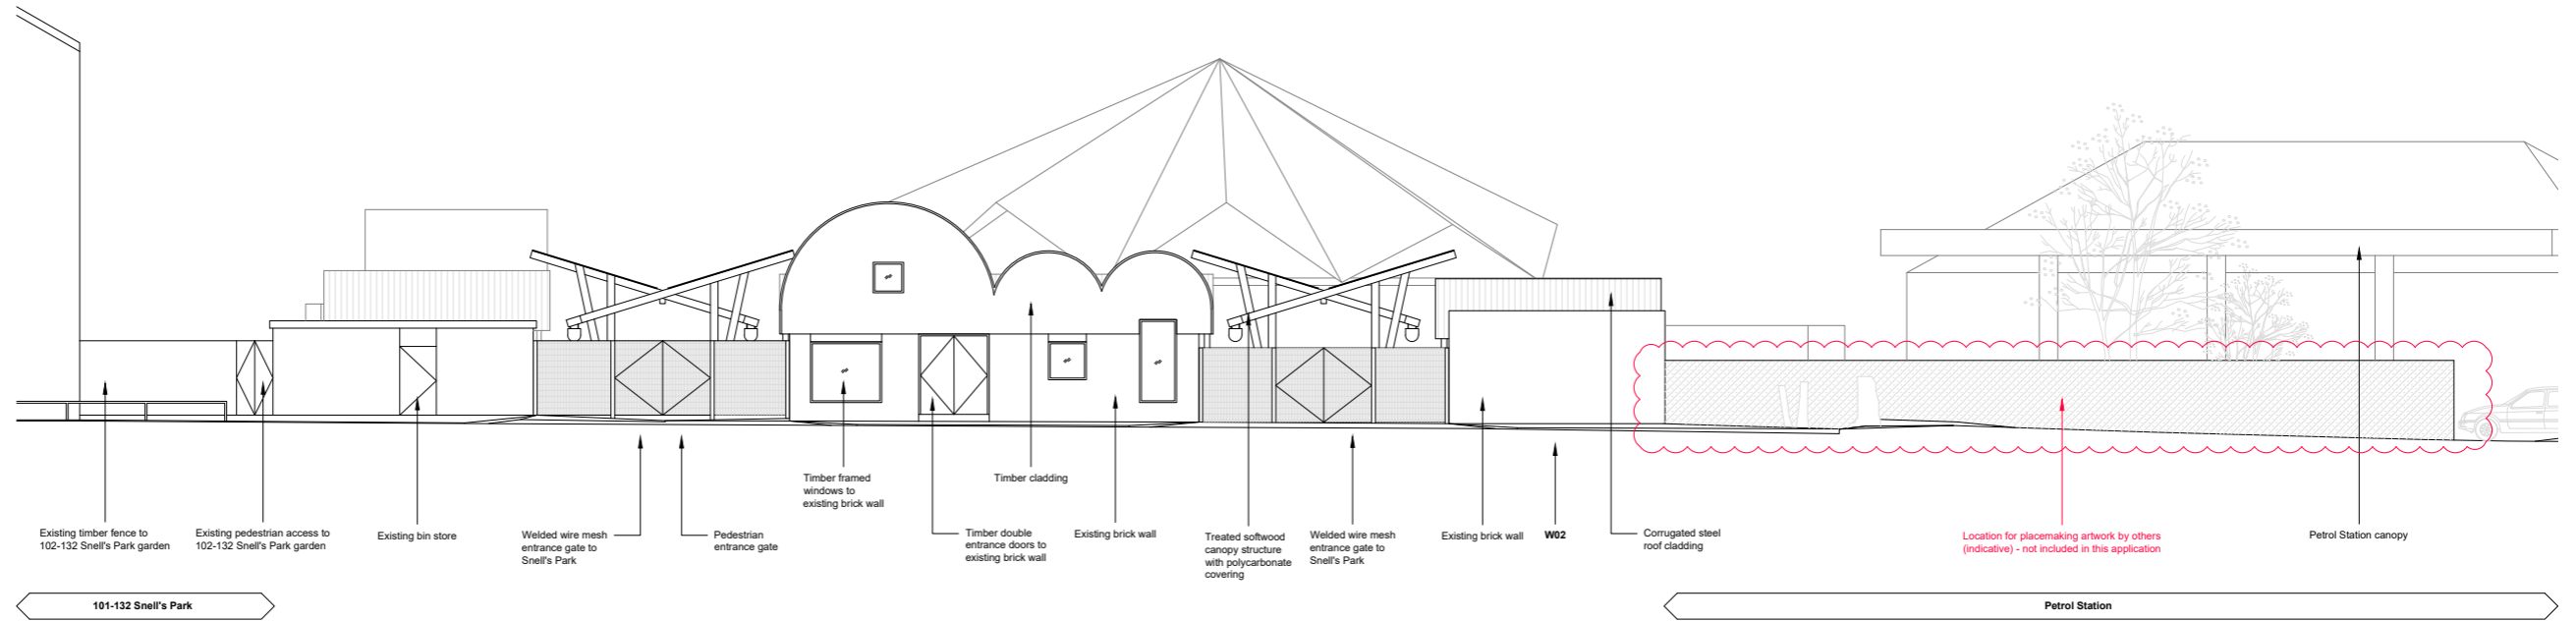 Existing timber fence to
102-132 Snell's Park garden
Existing pedestrian access to
102-132 Snell's Park garden
Existing bin store
Welded wire mesh
entrance gate to
Snell's Park
Pedestrian
entrance gate
Timber framed
windows to
existing brick wall
Timber double
entrance doors to
existing brick wall
Timber cladding
Existing brick wall
Treated softwood
canopy structure
with polycarbonate
covering
Welded wire mesh
entrance gate to
Snell's Park
Existing brick wall
W02
Corrugated steel
roof cladding
Location for placemaking artwork by others
(indicative) - not included in this application
Petrol Station canopy
101-132 Snell's Park
Petrol Station